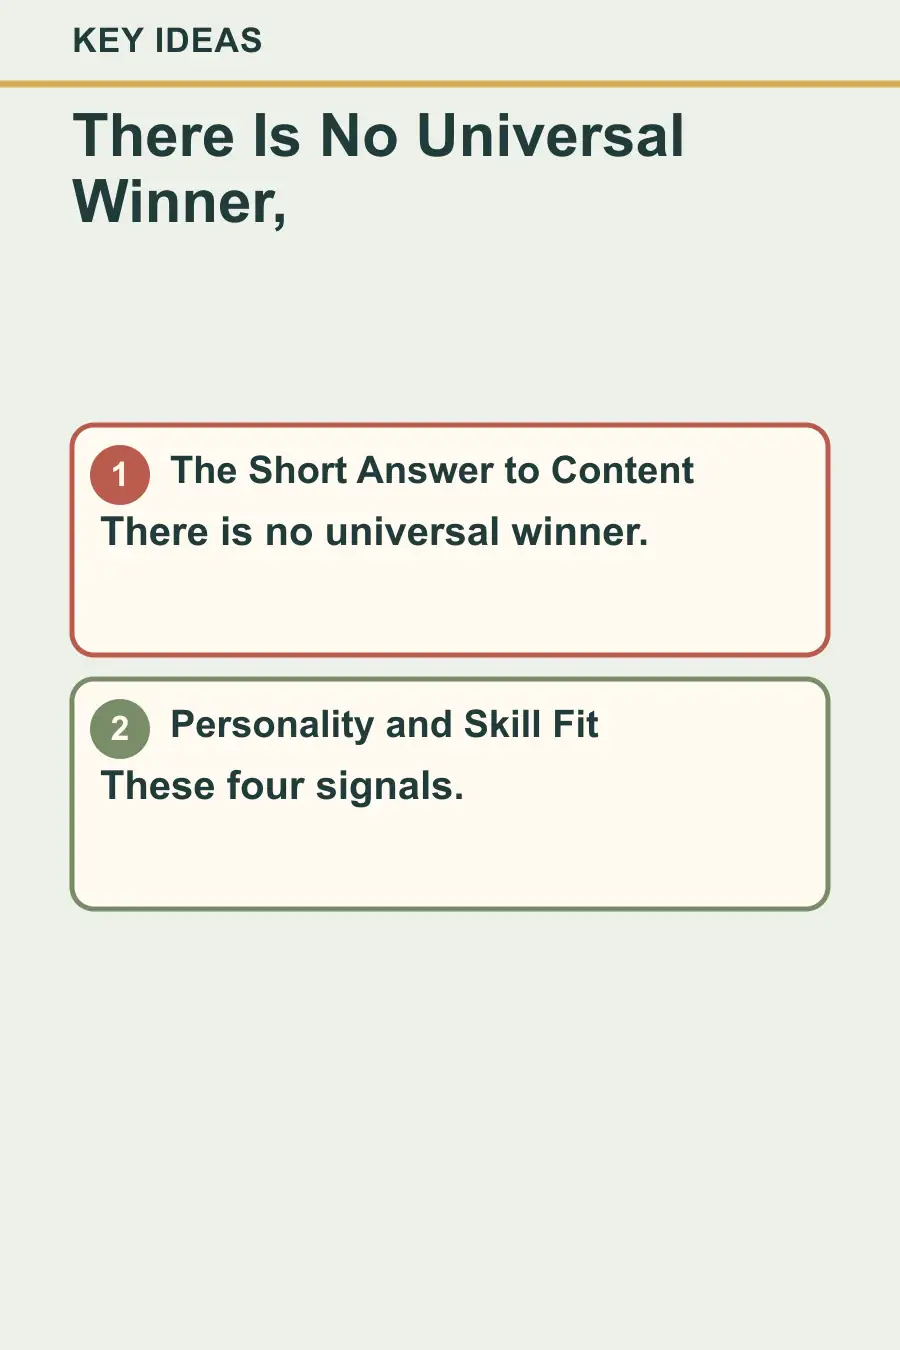 KEY IDEAS
There Is No Universal
Winner,
1 The Short Answer to Content
There is no universal winner.
2 Personality and Skill Fit
These four signals.